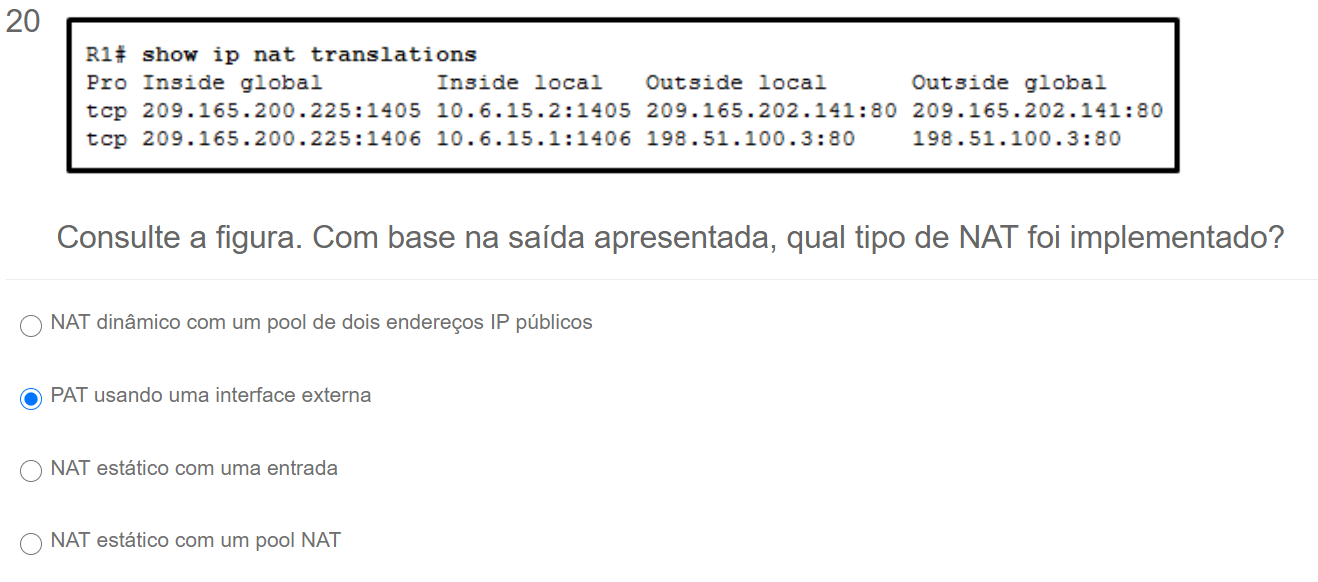 20
R1# show ip nat translations
Pro Inside global Inside local Outside local Outside global
tcp 209.165.200.225:1405 10.6.15.2:1405 209.165.202.141:80 209.165.202.141:80
tcp 209.165.200.225:1406 10.6.15.1:1406 198.51.100.3:80 198.51.100.3:80
Consulte a figura. Com base na saída apresentada, qual tipo de NAT foi implementado?
NAT dinâmico com um pool de dois endereços IP públicos
PAT usando uma interface externa
NAT estático com uma entrada
NAT estático com um pool NAT